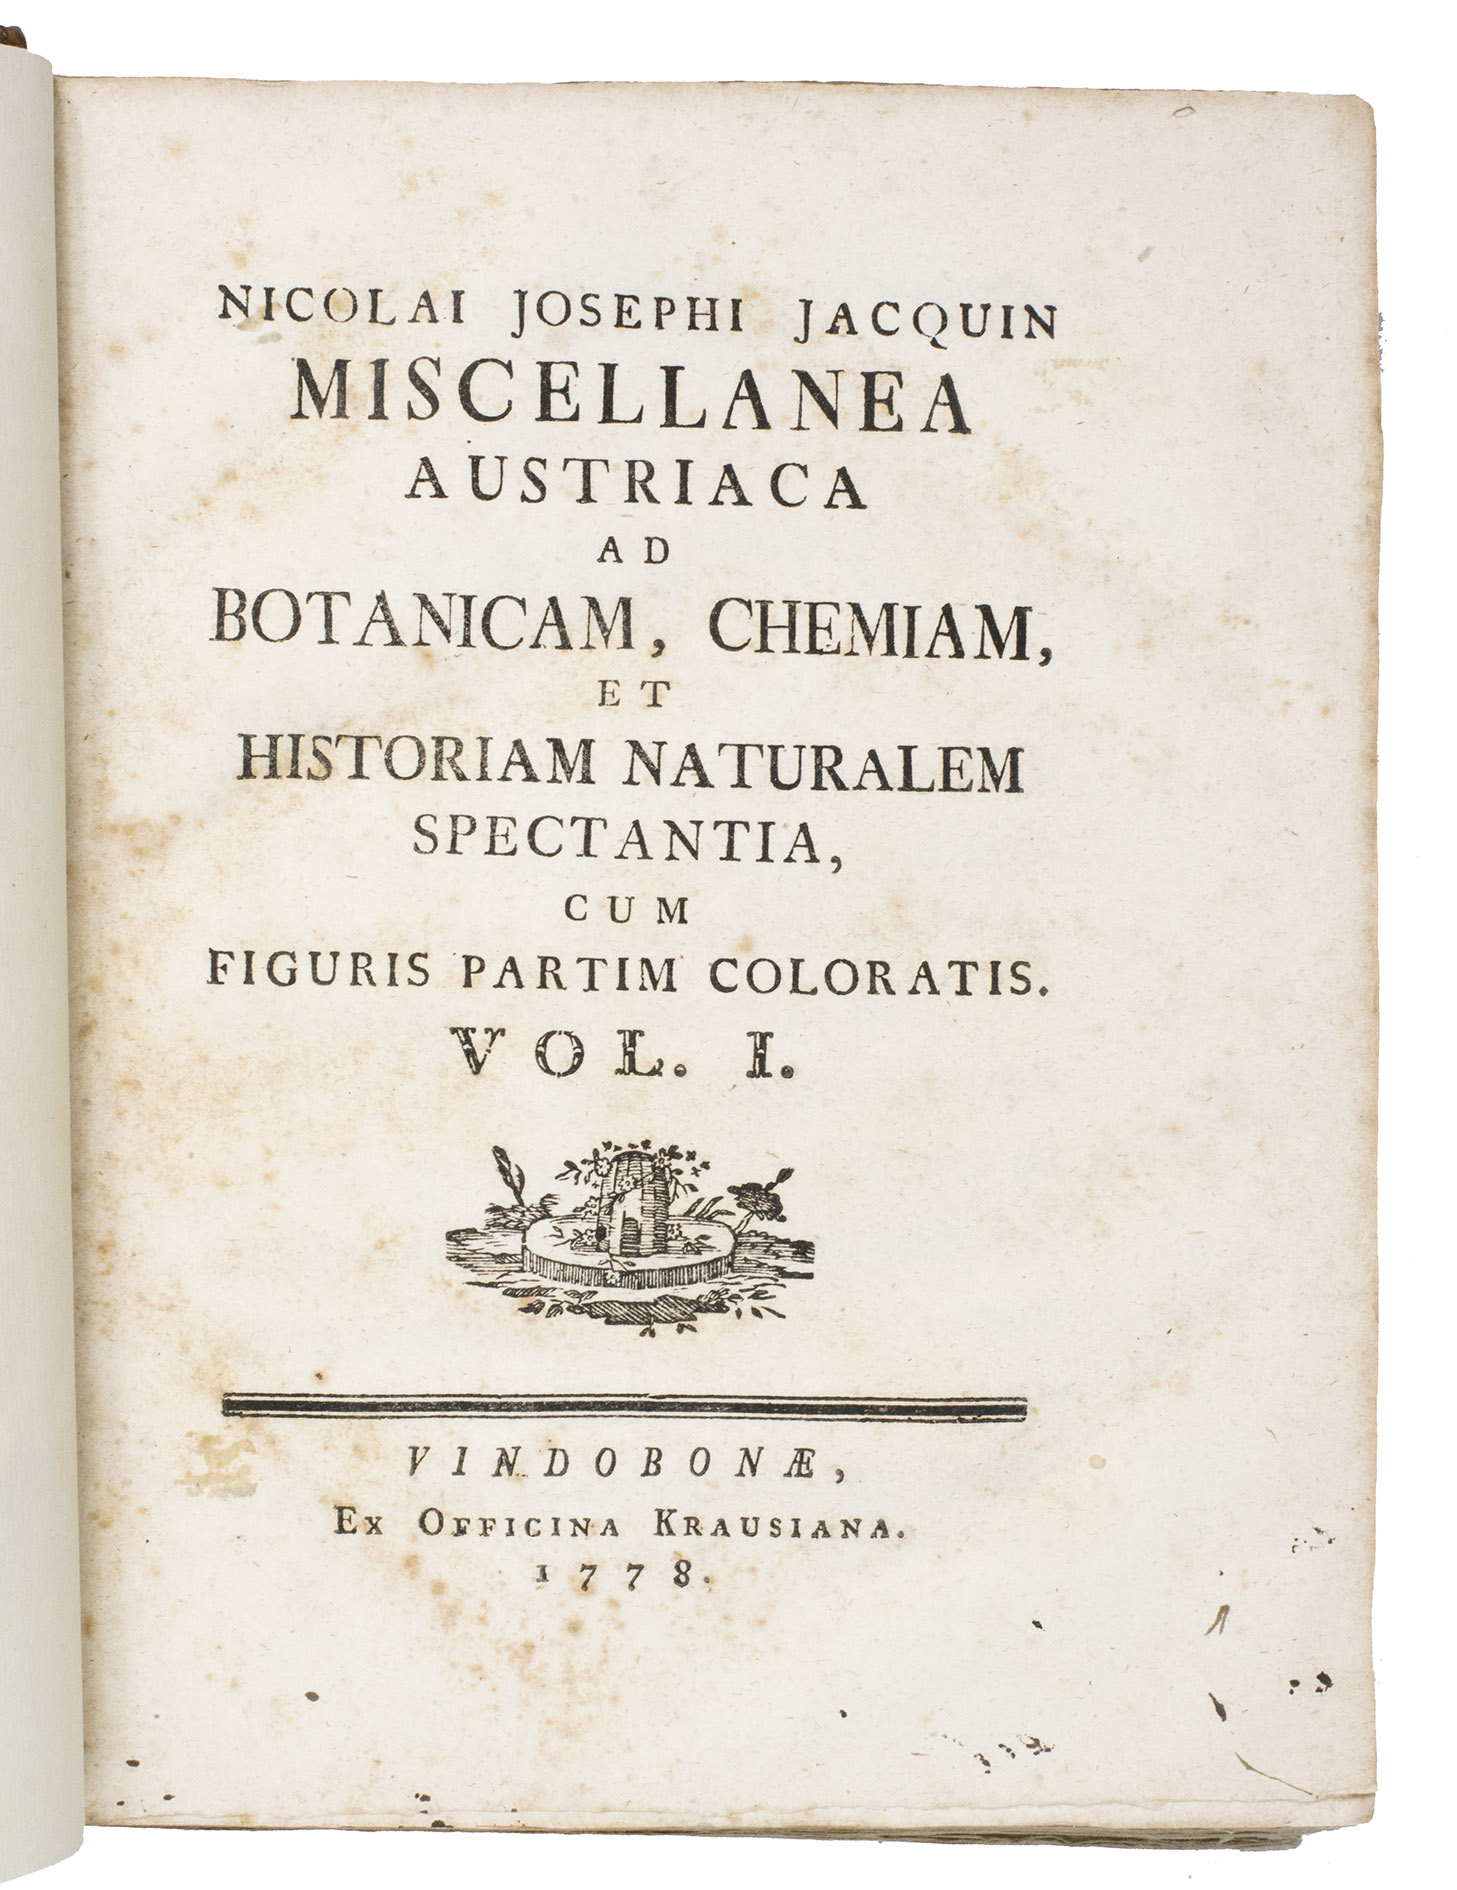 NICOLAI JOSEPHI JACQUIN
MISCELLANEA
AUSTRIACA
AD
BOTANICAM, CHEMIAM,
ET
HISTORIAM NATURALEM
SPECTANTIA,
CUM
FIGURIS PARTIM COLORATIS.
VOL. I.
VINDOBONÆ,
EX OFFICINA KRAUSIANA.
1778.